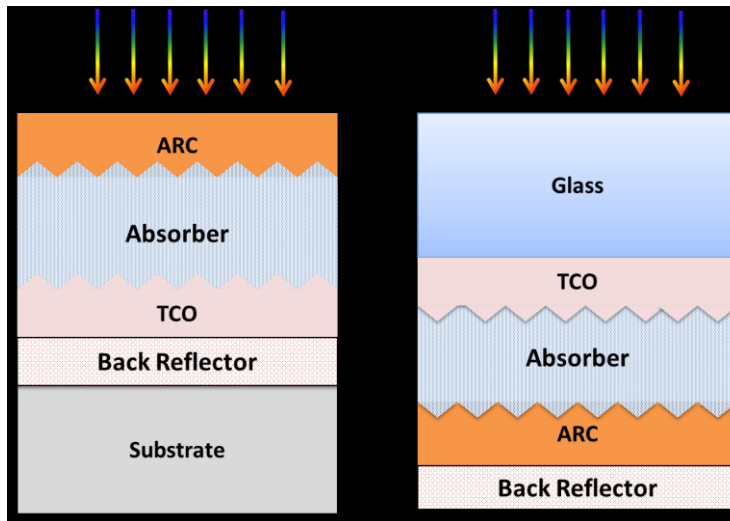 ARC
Absorber
TCO
Back Reflector
Substrate
Glass
TCO
Absorber
ARC
Back Reflector